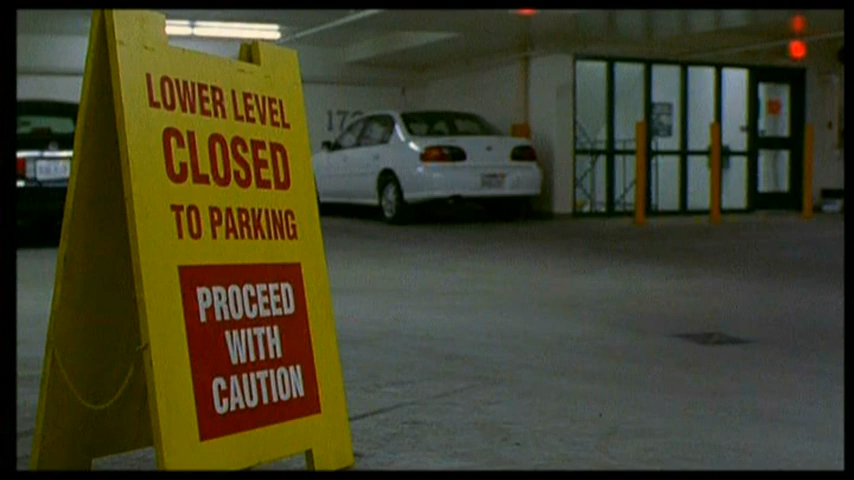 LOWER LEVEL
CLOSED
TO PARKING
PROCEED
WITH
CAUTION